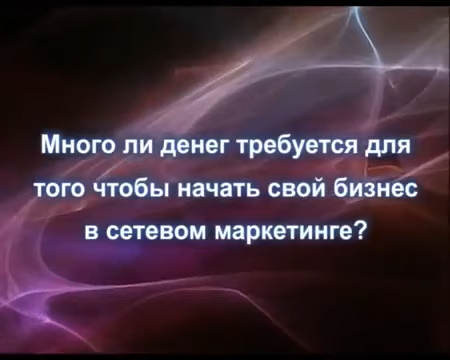 Много ли денег требуется для
того чтобы начать свой бизнес
в сетевом маркетинге?